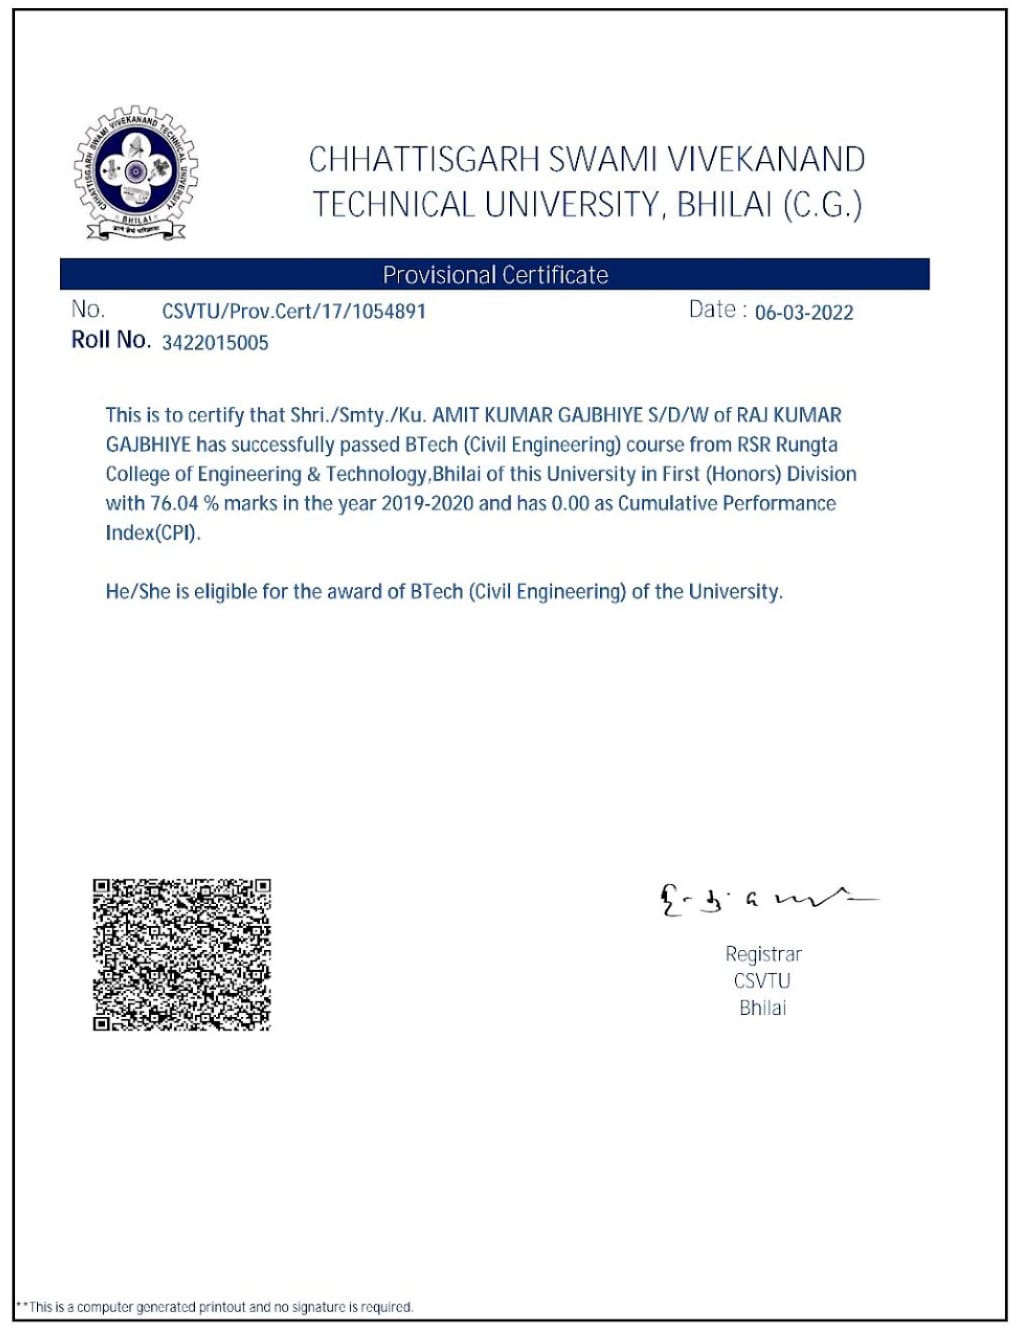 CHHATTISGARH SWAMI VIVEKANAND TECHNICAL UNIVERSITY
BHILAI
CHHATTISGARH SWAMI VIVEKANAND
TECHNICAL UNIVERSITY, BHILAI (C.G.)
Provisional Certificate
No. CSVTU/Prov.Cert/17/1054891 Date : 06-03-2022
Roll No. 3422015005
This is to certify that Shri./Smty./Ku. AMIT KUMAR GAJBHIYE S/D/W of RAJ KUMAR
GAJBHIYE has successfully passed BTech (Civil Engineering) course from RSR Rungta
College of Engineering & Technology,Bhilai of this University in First (Honors) Division
with 76.04 % marks in the year 2019-2020 and has 0.00 as Cumulative Performance
Index(CPI).
He/She is eligible for the award of BTech (Civil Engineering) of the University.
Registrar
CSVTU
Bhilai
**This is a computer generated printout and no signature is required.